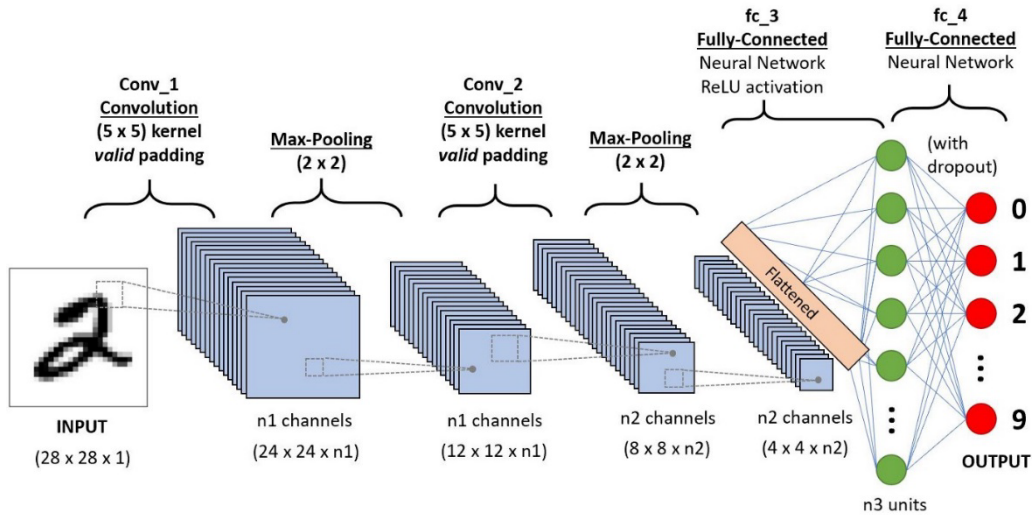 Conv_1
Convolution
(5 x 5) kernel
valid padding
Max-Pooling
(2 x 2)
Conv_2
Convolution
(5 x 5) kernel
valid padding
Max-Pooling
(2 x 2)
fc_3
Fully-Connected
Neural Network
ReLU activation
fc_4
Fully-Connected
Neural Network
(with
dropout)
INPUT
(28 x 28 x 1)
n1 channels
(24 x 24 x n1)
n1 channels
(12 x 12 x n1)
n2 channels
(8 x 8 x n2)
n2 channels
(4 x 4 x n2)
Flattened
n3 units
0
1
2
9
OUTPUT
2